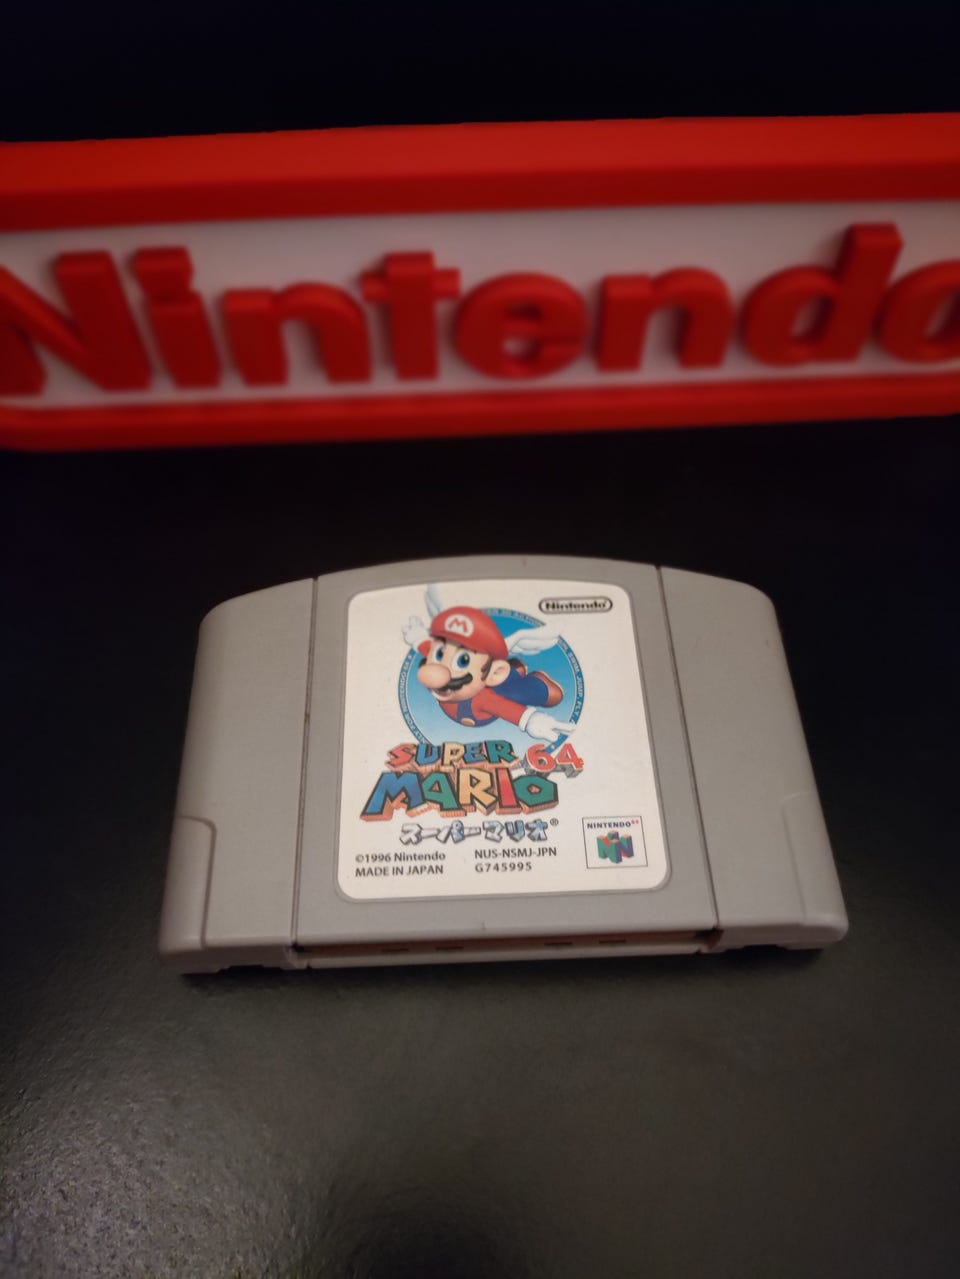 Nintendo
Nintendo
M
SUPER
MARIO 64
スーパーマリオ®
©1996 Nintendo
MADE IN JAPAN
NUS-NSMJ-JPN
G745995
NINTENDO64
N